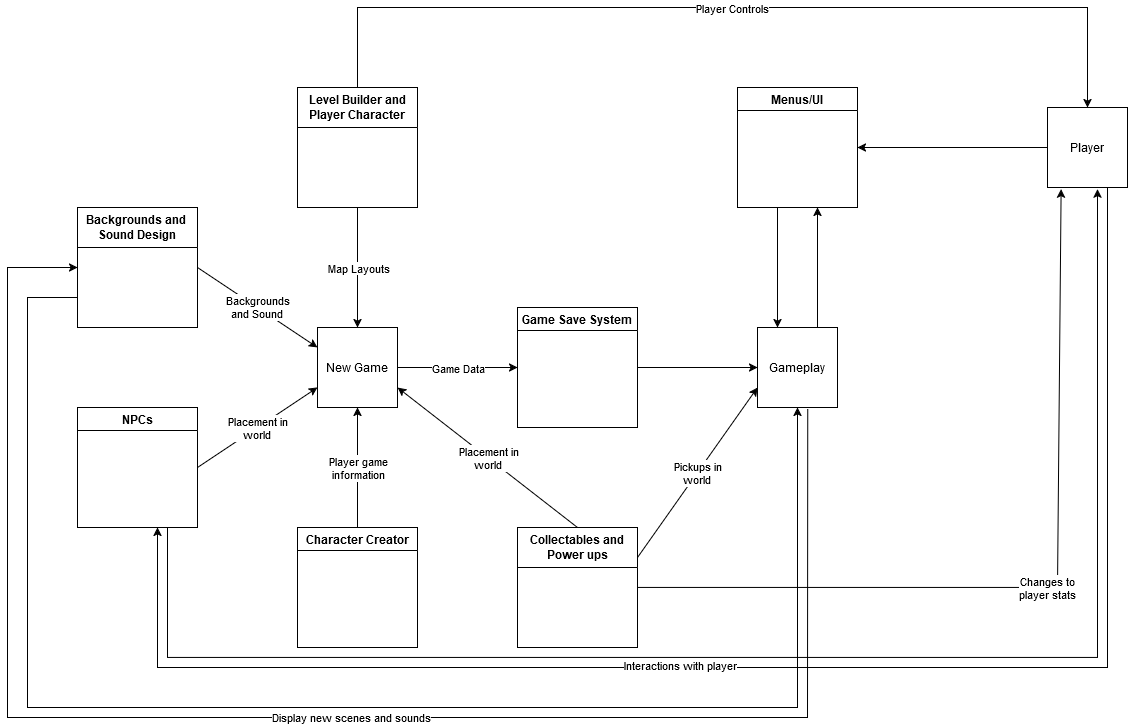 Player Controls
Level Builder and
Player Character
Menus/UI
Player
Backgrounds and
Sound Design
Map Layouts
Backgrounds
and Sound
Game Save System
New Game
Game Data
Gameplay
NPCs
Placement in
world
Player game
information
Placement in
world
Pickups in
world
Character Creator
Collectables and
Power ups
Changes to
player stats
Interactions with player
Display new scenes and sounds